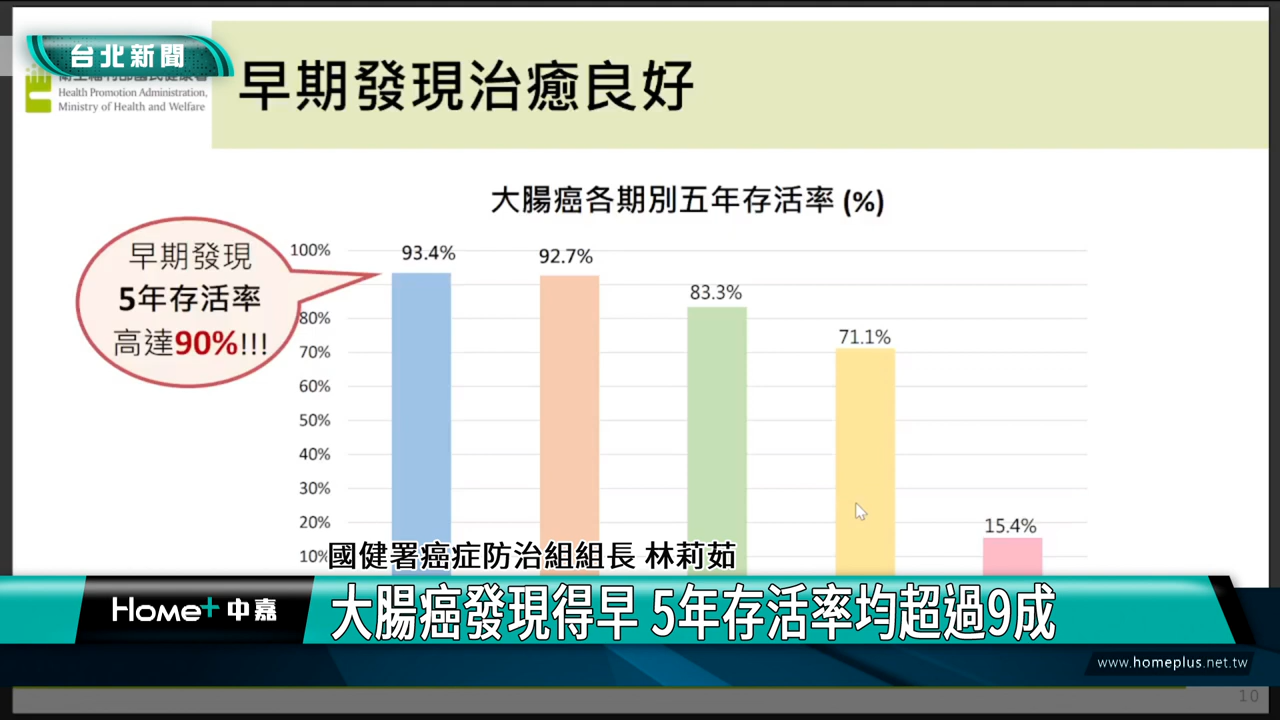 台北新聞
Health Promotion Administration,
Ministry of Health and Welfare
早期發現治癒良好
大腸癌各期別五年存活率 (%)
早期發現
5年存活率
高達90%!!!
100%
80%
70%
60%
50%
40%
30%
20%
10%
93.4%
92.7%
83.3%
71.1%
15.4%
國健署癌症防治組組長 林莉茹
Home+ 中嘉
大腸癌發現得早 5年存活率均超過9成
www.homeplus.net.tw
10